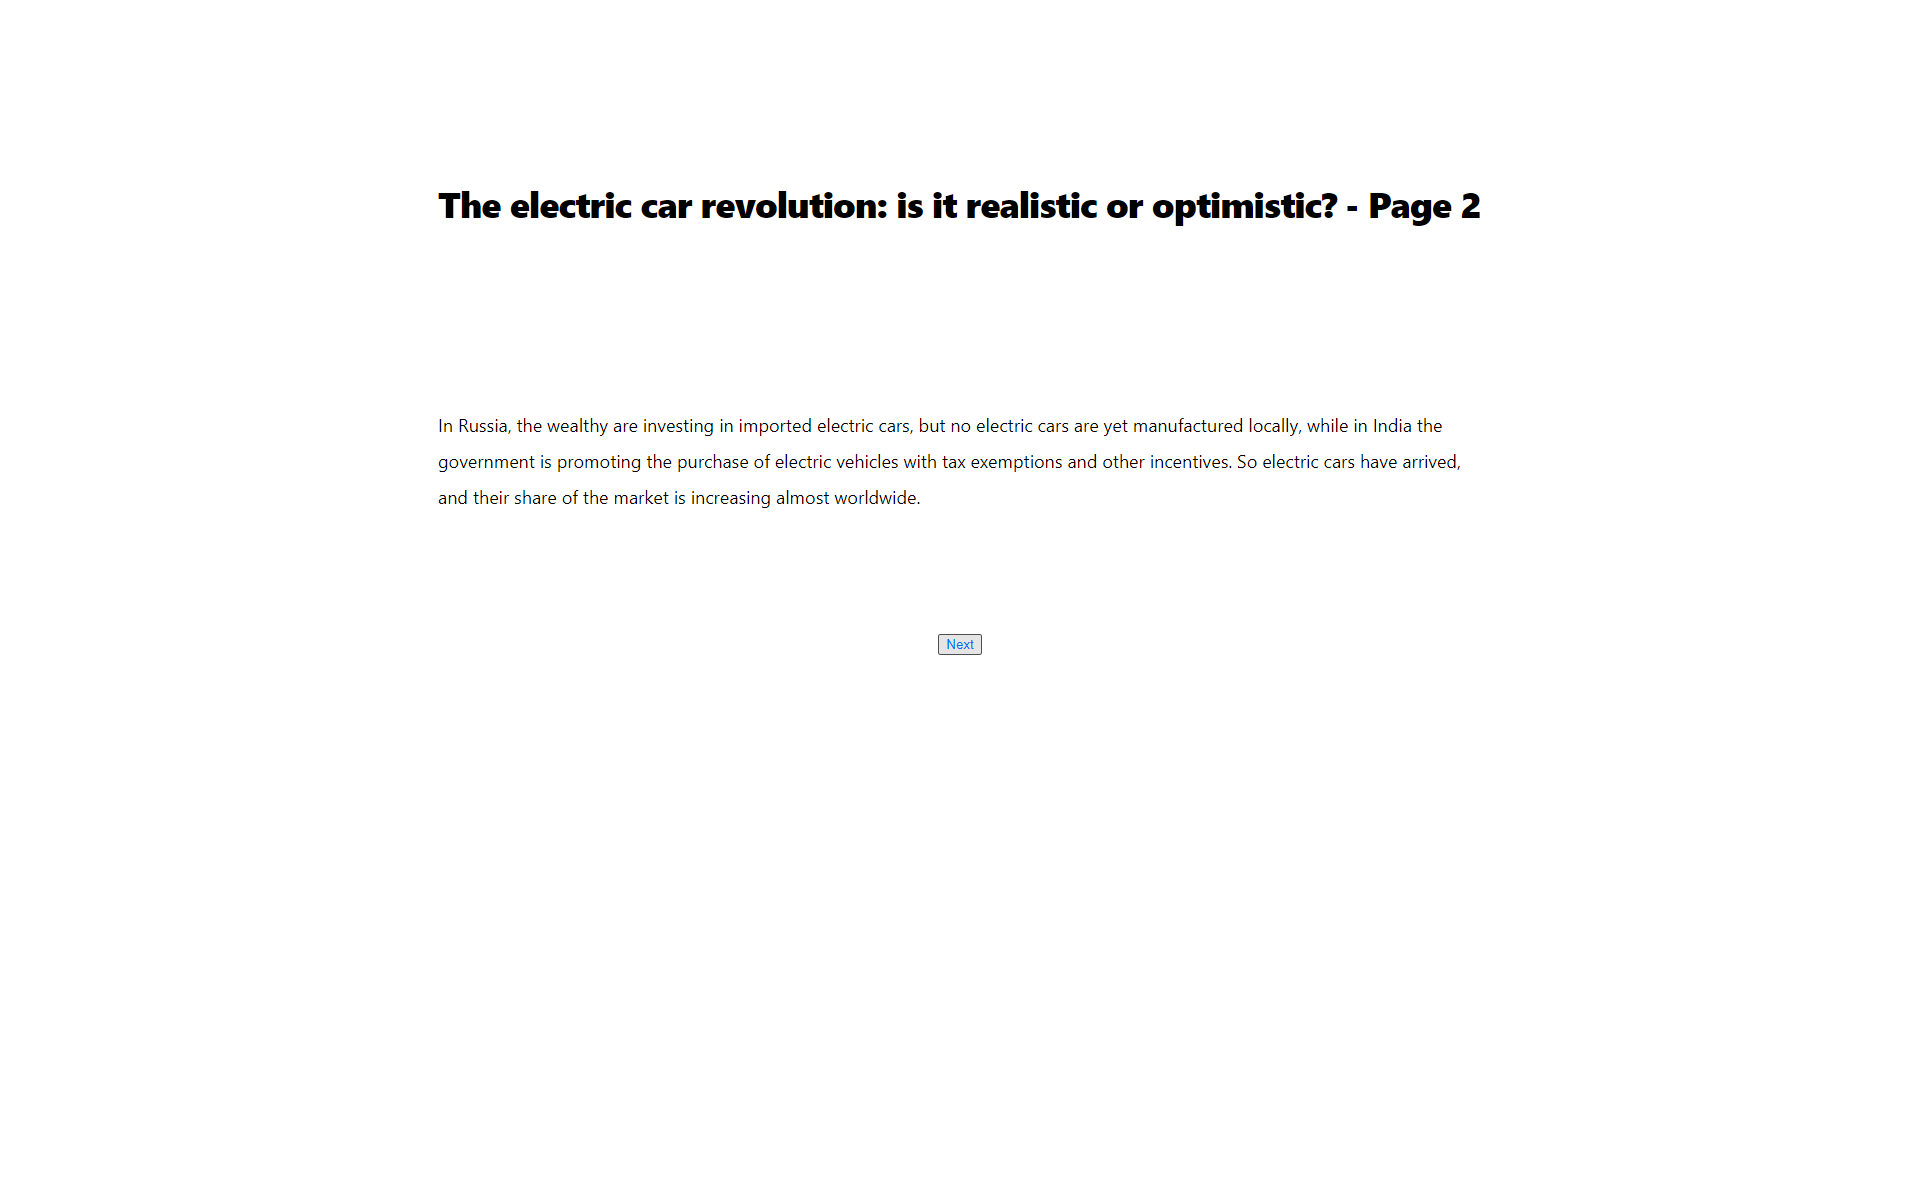 The electric car revolution: is it realistic or optimistic? - Page 2
In Russia, the wealthy are investing in imported electric cars, but no electric cars are yet manufactured locally, while in India the
government is promoting the purchase of electric vehicles with tax exemptions and other incentives. So electric cars have arrived,
and their share of the market is increasing almost worldwide.
Next